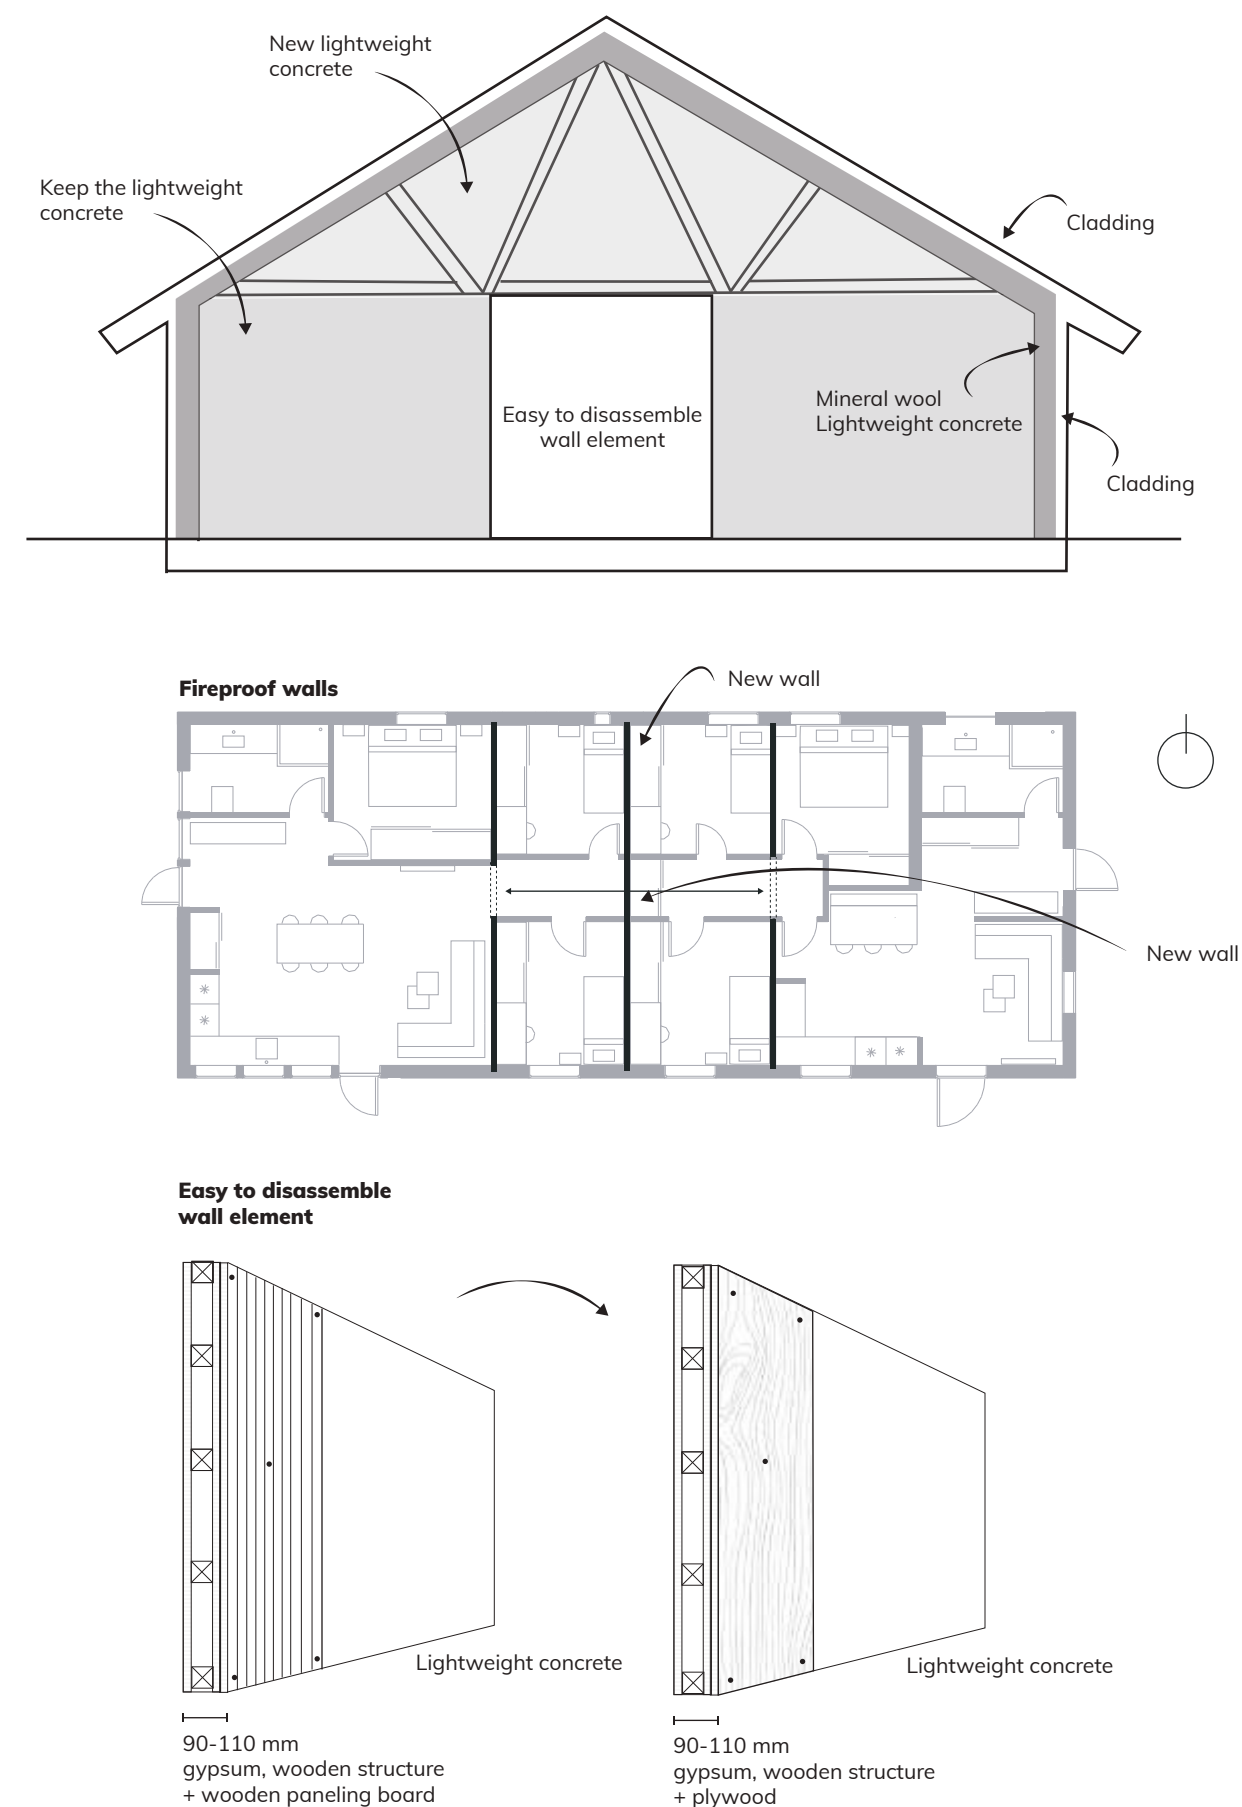 New lightweight
concrete
Keep the lightweight
concrete
Cladding
Easy to disassemble
wall element
Mineral wool
Lightweight concrete
Cladding
Fireproof walls
New wall
New wall
Easy to disassemble
wall element
Lightweight concrete
90-110 mm
gypsum, wooden structure
+ wooden paneling board
Lightweight concrete
90-110 mm
gypsum, wooden structure
+ plywood